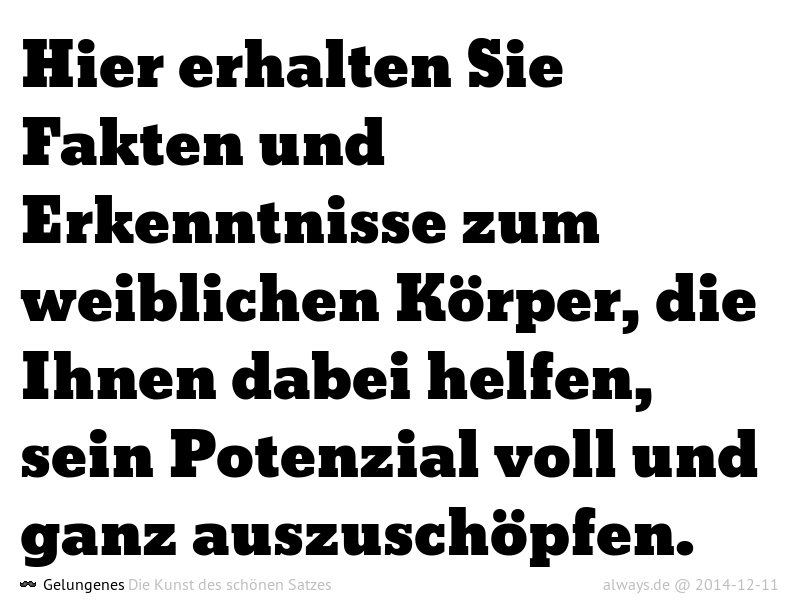 Hier erhalten Sie
Fakten und
Erkenntnisse zum
weiblichen Körper, die
Ihnen dabei helfen,
sein Potenzial voll und
ganz auszuschöpfen.
Gelungenes Die Kunst des schönen Satzes always.de @ 2014-12-11